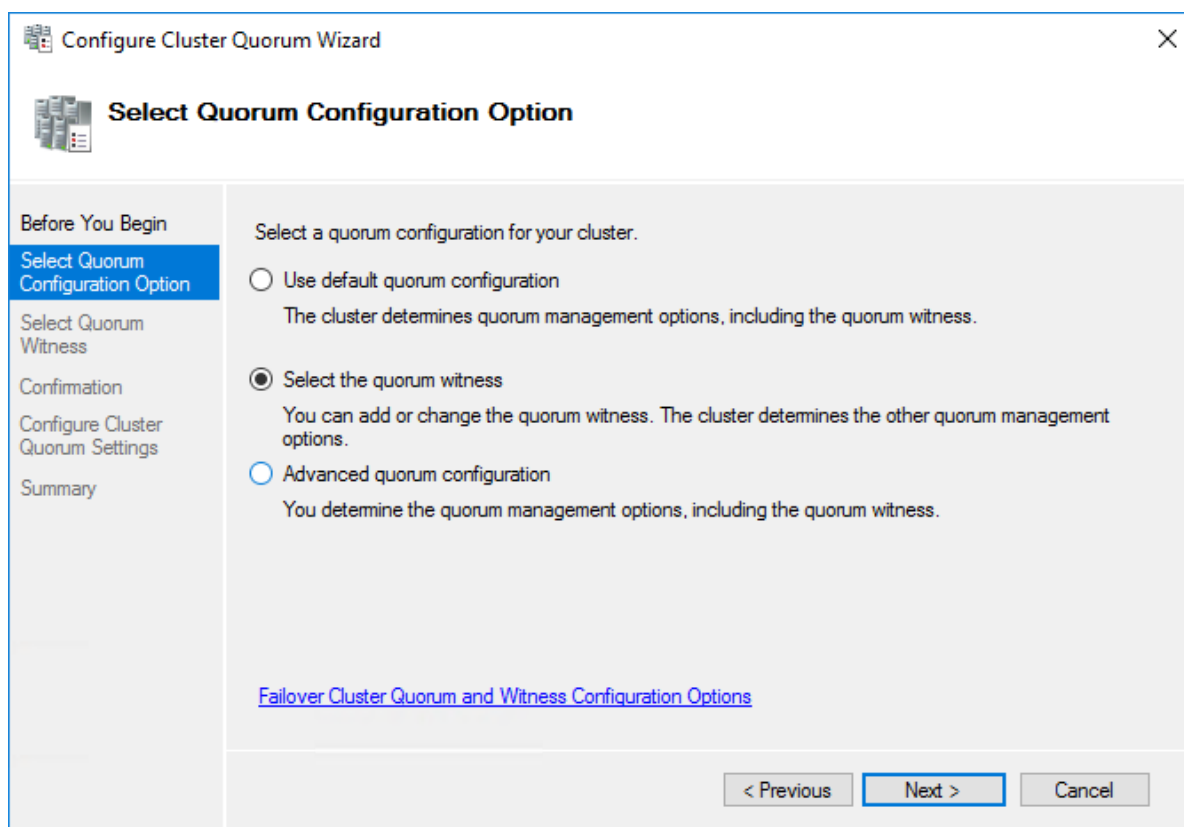 Configure Cluster Quorum Wizard
Select Quorum Configuration Option
Before You Begin
Select Quorum
Configuration Option
Select Quorum
Witness
Confirmation
Configure Cluster
Quorum Settings
Summary
Select a quorum configuration for your cluster.
Use default quorum configuration
The cluster determines quorum management options, including the quorum witness.
Select the quorum witness
You can add or change the quorum witness. The cluster determines the other quorum management
options.
Advanced quorum configuration
You determine the quorum management options, including the quorum witness.
Failover Cluster Quorum and Witness Configuration Options
< Previous
Next >
Cancel